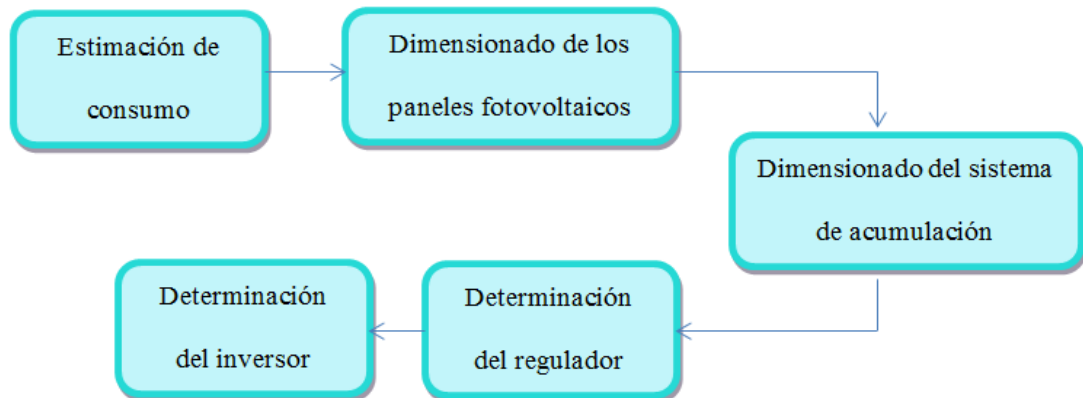 Estimación de
consumo
Dimensionado de los
paneles fotovoltaicos
Dimensionado del sistema
de acumulación
Determinación
del regulador
Determinación
del inversor